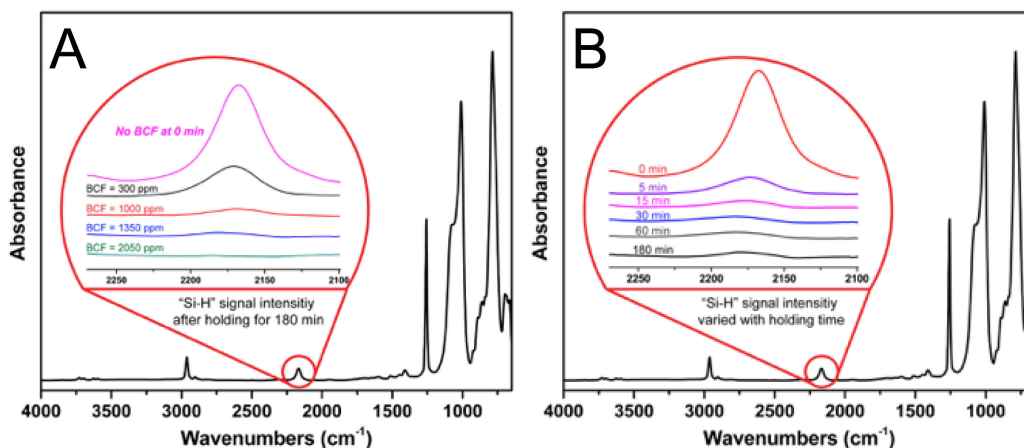 A
No BCF at 0 min
BCF = 300 ppm
BCF = 1000 ppm
BCF = 1350 ppm
BCF = 2050 ppm
2250 2200 2150 2100
"Si-H" signal intensitiy
after holding for 180 min
Absorbance
4000 3500 3000 2500 2000 1500 1000
Wavenumbers (cm-1)
B
0 min
5 min
15 min
30 min
60 min
180 min
2250 2200 2150 2100
"Si-H" signal intensitiy
varied with holding time
Absorbance
4000 3500 3000 2500 2000 1500 1000
Wavenumbers (cm-1)